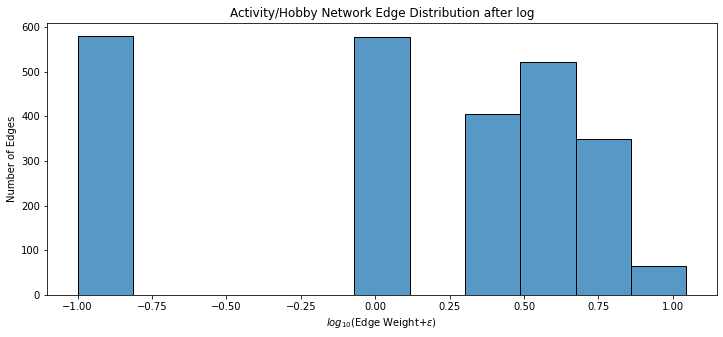 Activity/Hobby Network Edge Distribution after log
600
500
400
300
200
100
0
Number of Edges
−1.00 −0.75 −0.50 −0.25 0.00 0.25 0.50 0.75 1.00
log₁₀(Edge Weight+ε)